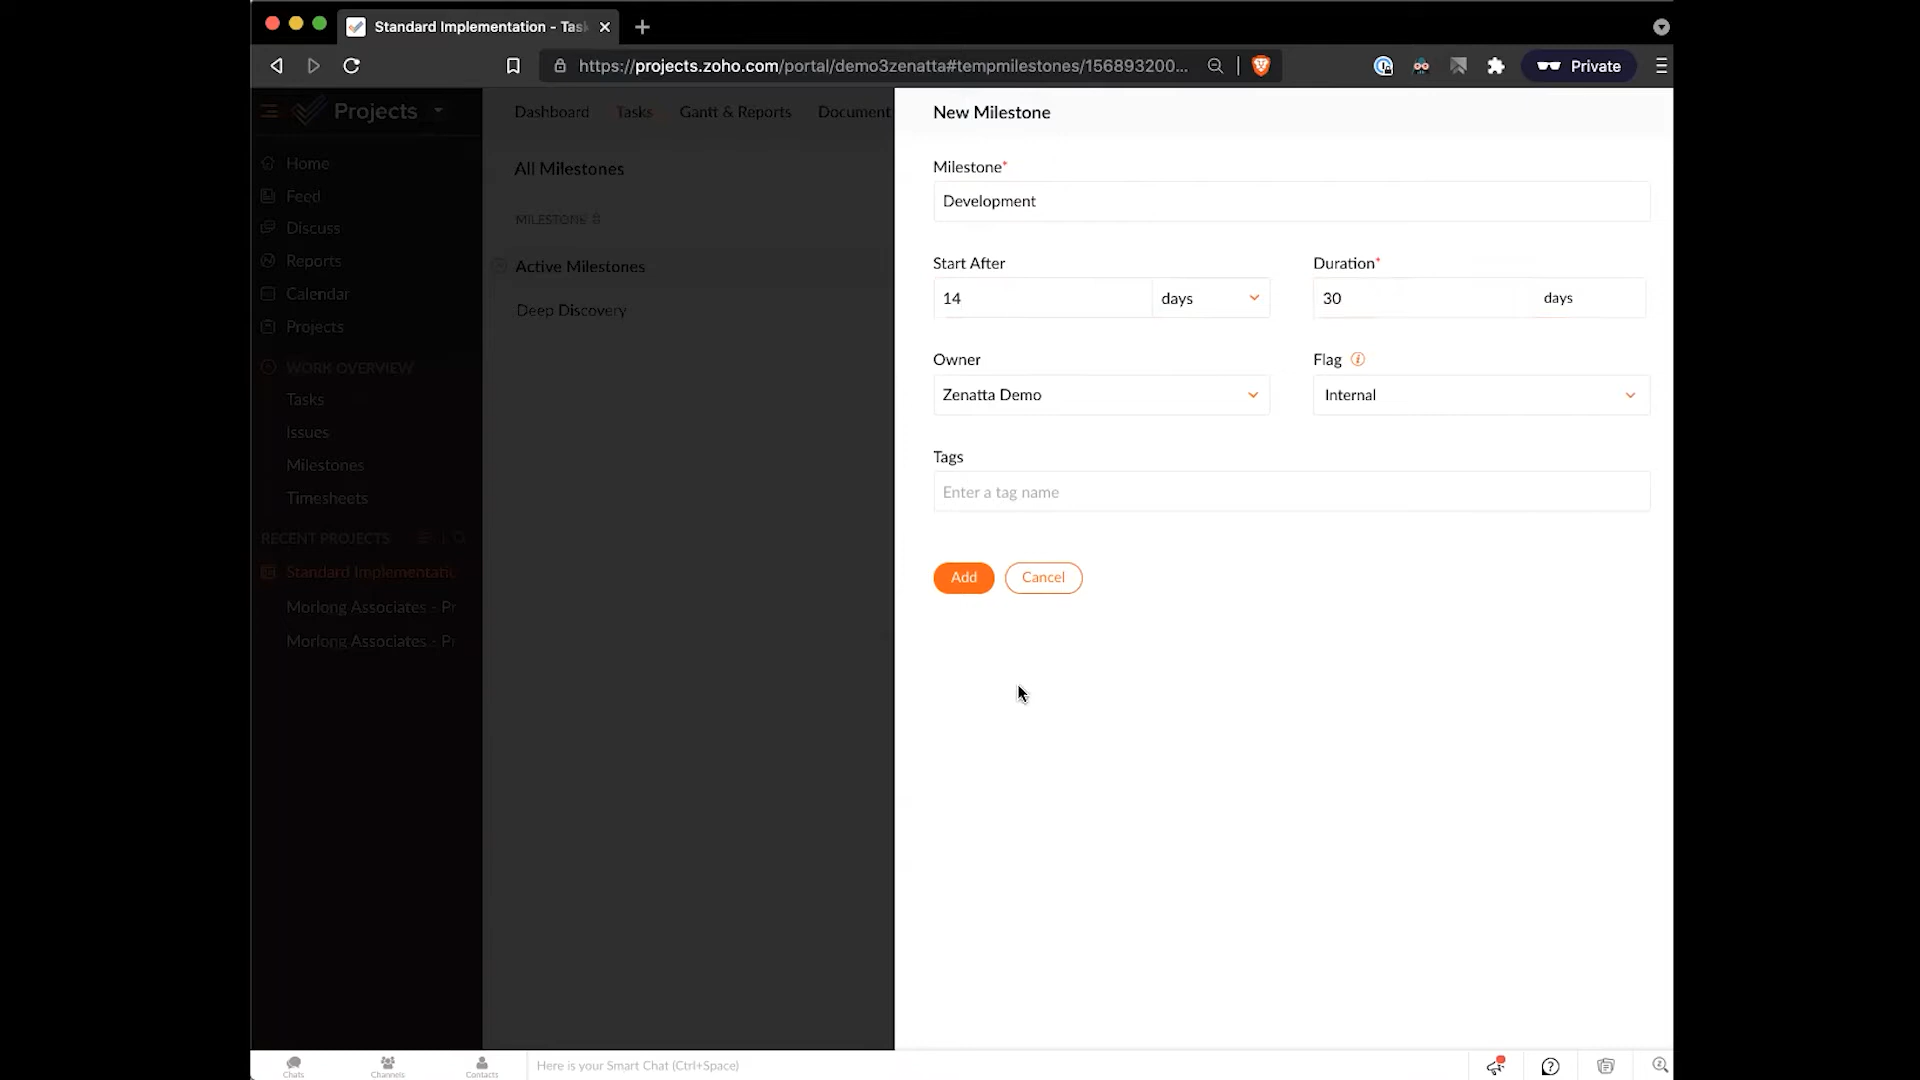 Standard Implementation - Tas
https://projects.zoho.com/portal/demo3zenatta#tempmilestones/156893200...
Private
Projects
Home
Feed
Discuss
Reports
Calendar
Projects
WORK OVERVIEW
Tasks
Issues
Milestones
Timesheets
RECENT PROJECTS
Standard Implementatic
Morlong Associates - Pr
Morlong Associates - Pr
Dashboard Tasks Gantt & Reports Document
All Milestones
MILESTONE
Active Milestones
Deep Discovery
New Milestone
Milestone*
Development
Start After Duration*
14 days 30 days
Owner Flag
Zenatta Demo Internal
Tags
Enter a tag name
Add Cancel
Chats Channels Contacts Here is your Smart Chat (Ctrl+Space)